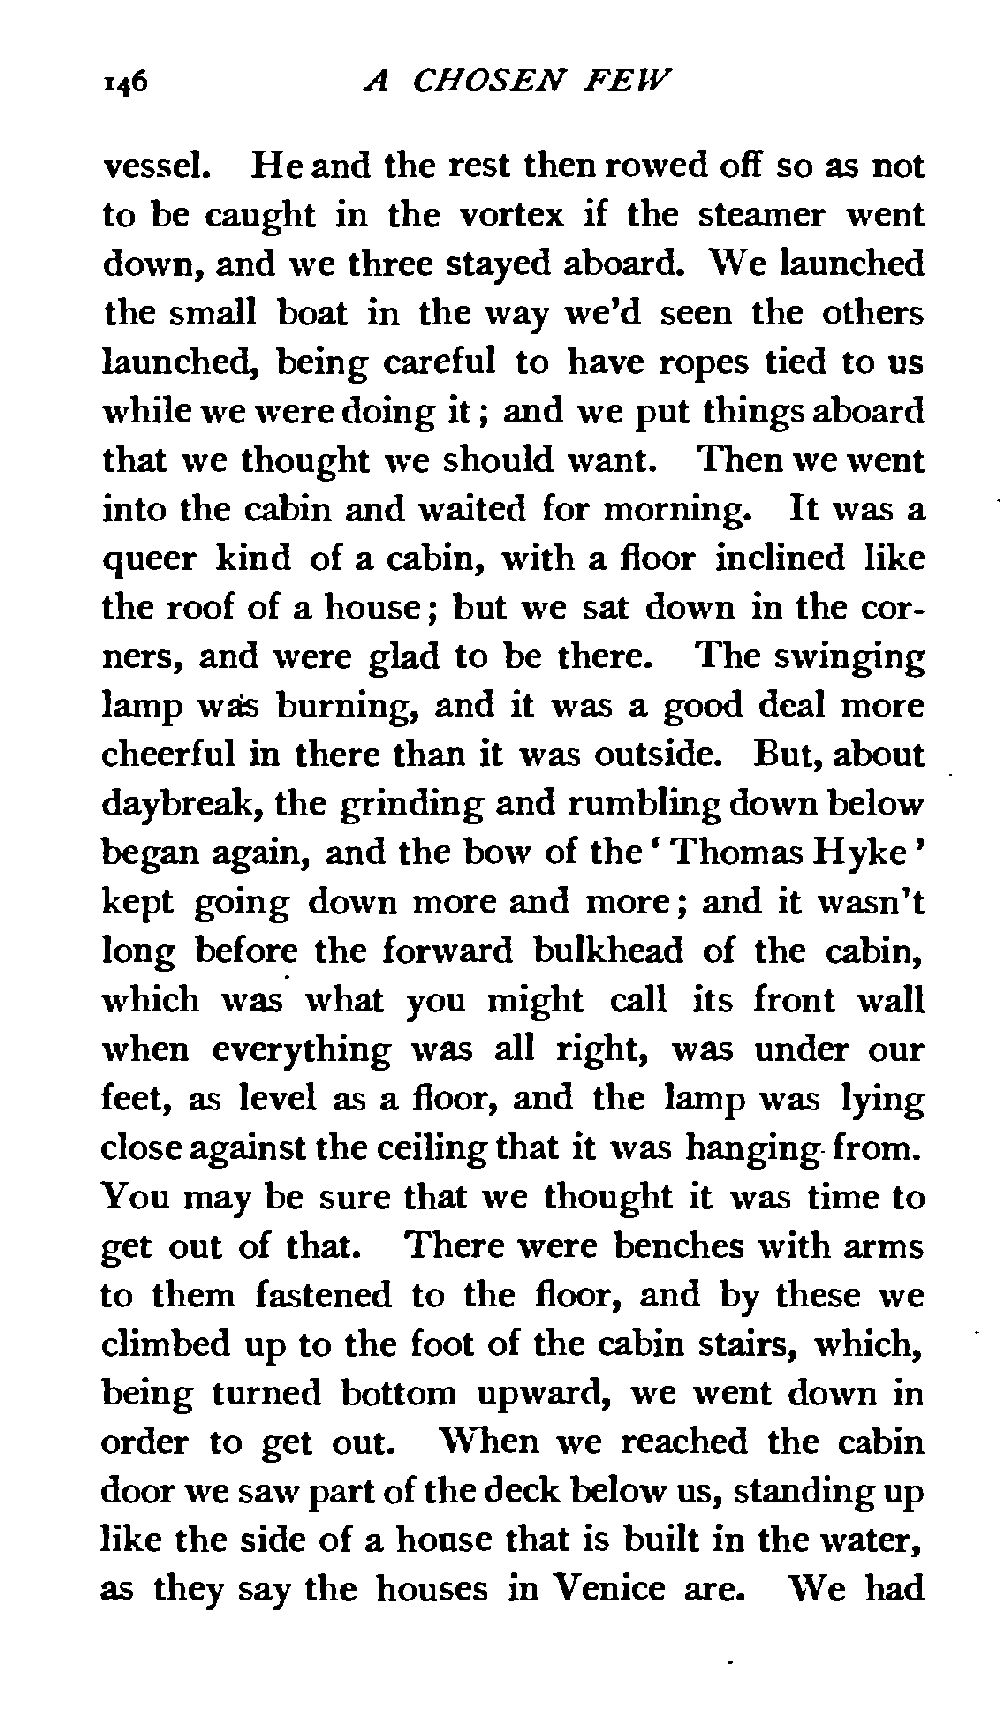 146 A CHOSEN FEW
vessel. He and the rest then rowed off so as not
to be caught in the vortex if the steamer went
down, and we three stayed aboard. We launched
the small boat in the way we'd seen the others
launched, being careful to have ropes tied to us
while we were doing it; and we put things aboard
that we thought we should want. Then we went
into the cabin and waited for morning. It was a
queer kind of a cabin, with a floor inclined like
the roof of a house; but we sat down in the cor-
ners, and were glad to be there. The swinging
lamp was burning, and it was a good deal more
cheerful in there than it was outside. But, about
daybreak, the grinding and rumbling down below
began again, and the bow of the ‘Thomas Hyke’
kept going down more and more; and it wasn't
long before the forward bulkhead of the cabin,
which was what you might call its front wall
when everything was all right, was under our
feet, as level as a floor, and the lamp was lying
close against the ceiling that it was hanging from.
You may be sure that we thought it was time to
get out of that. There were benches with arms
to them fastened to the floor, and by these we
climbed up to the foot of the cabin stairs, which,
being turned bottom upward, we went down in
order to get out. When we reached the cabin
door we saw part of the deck below us, standing up
like the side of a house that is built in the water,
as they say the houses in Venice are. We had